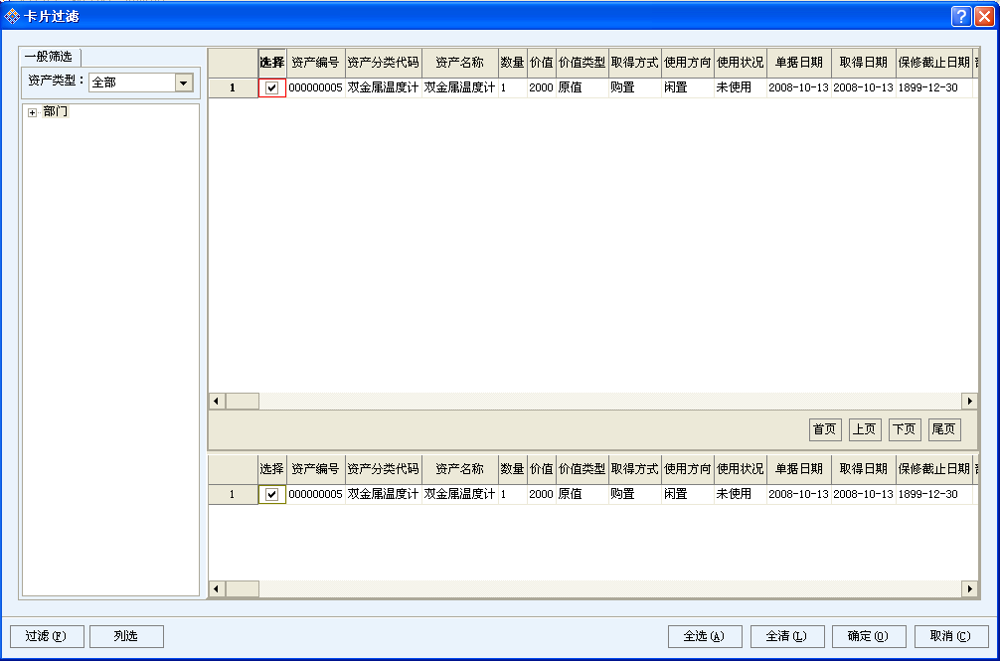 卡片过滤
一般筛选
资产类型： 全部
部门
选择 资产编号 资产分类代码 资产名称 数量 价值 价值类型 取得方式 使用方向 使用状况 单据日期 取得日期 保修截止日期
1 000000005 双金属温度计 双金属温度计 1 2000 原值 购置 闲置 未使用 2008-10-13 2008-10-13 1899-12-30
首页 上页 下页 尾页
选择 资产编号 资产分类代码 资产名称 数量 价值 价值类型 取得方式 使用方向 使用状况 单据日期 取得日期 保修截止日期
1 000000005 双金属温度计 双金属温度计 1 2000 原值 购置 闲置 未使用 2008-10-13 2008-10-13 1899-12-30
过滤(F) 列选 全选(A) 全清(L) 确定(O) 取消(C)